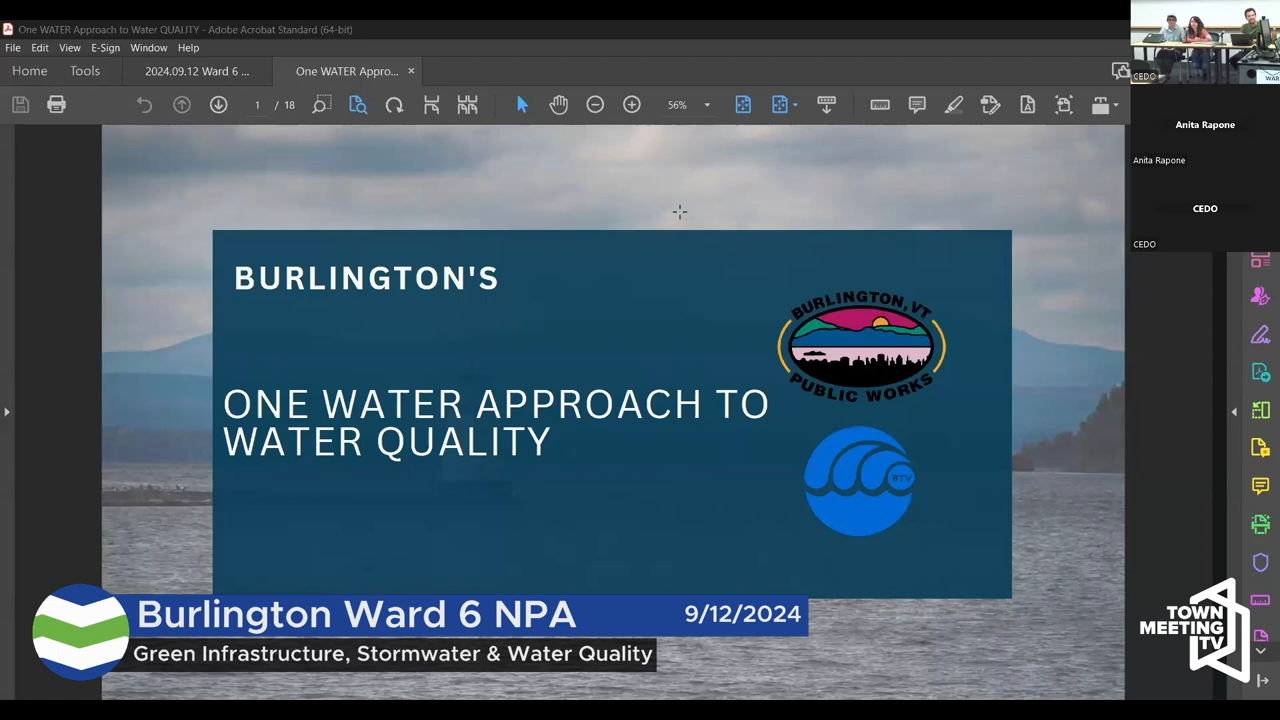 One WATER Approach to Water QUALITY - Adobe Acrobat Standard (64-bit)
File Edit View E-Sign Window Help
Home Tools 2024.09.12 Ward 6 ... One WATER Appro... ×
1 / 18 56%
CEDO
WAR
Anita Rapone
Anita Rapone
CEDO
CEDO
BURLINGTON'S
ONE WATER APPROACH TO
WATER QUALITY
BURLINGTON, VT
PUBLIC WORKS
BTV
Burlington Ward 6 NPA 9/12/2024
Green Infrastructure, Stormwater & Water Quality
TOWN
MEETING
TV